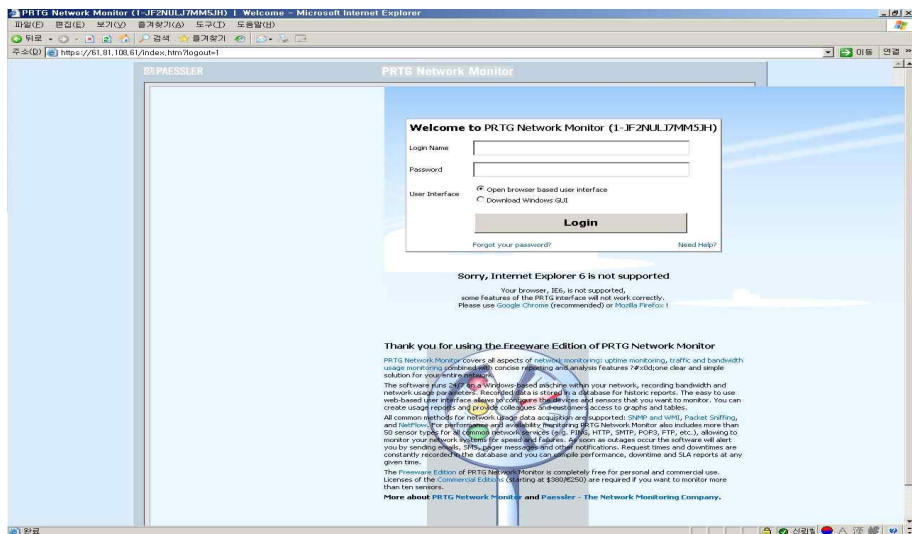 PRTG Network Monitor (1-JF2NULJ7MM5JH) | Welcome - Microsoft Internet Explorer
파일(F) 편집(E) 보기(V) 즐겨찾기(A) 도구(T) 도움말(H)
뒤로 검색 즐겨찾기
주소(D) https://61.81.108.61/index.htm?logout=1 이동 연결 »
PAESSLER PRTG Network Monitor
Welcome to PRTG Network Monitor (1-JF2NULJ7MM5JH)
Login Name
Password
User Interface Open browser based user interface
Download Windows GUI
Login
Forgot your password? Need Help?
Sorry, Internet Explorer 6 is not supported
Your browser, IE6, is not supported,
some features of the PRTG interface will not work correctly.
Please use Google Chrome (recommended) or Mozilla Firefox !
Thank you for using the Freeware Edition of PRTG Network Monitor
PRTG Network Monitor covers all aspects of network monitoring: uptime monitoring, traffic and bandwidth
usage monitoring combined with concise reporting and analysis features ?#x0d;one clear and simple
solution for your entire network.
The software runs 24/7 on a Windows-based machine within your network, recording bandwidth and
network usage parameters. Recorded data is stored in a database for historic reports. The easy to use
web-based user interface allows to configure the devices and sensors that you want to monitor. You can
create usage reports and provide colleagues and customers access to graphs and tables.
All common methods for network usage data acquisition are supported: SNMP and WMI, Packet Sniffing,
and NetFlow. For performance and availability monitoring PRTG Network Monitor also includes more than
50 sensor types for all common network services (e.g. PING, HTTP, SMTP, POP3, FTP, etc.), allowing to
monitor your network systems for speed and failures. As soon as outages occur the software will alert
you by sending emails, SMS, pager messages and other notifications. Request times and downtimes are
constantly recorded in the database and you can compile performance, downtime and SLA reports at any
given time.
The Freeware Edition of PRTG Network Monitor is completely free for personal and commercial use.
Licenses of the Commercial Editions (starting at $380/€250) are required if you want to monitor more
than ten sensors.
More about PRTG Network Monitor and Paessler - The Network Monitoring Company.
완료 A 漢